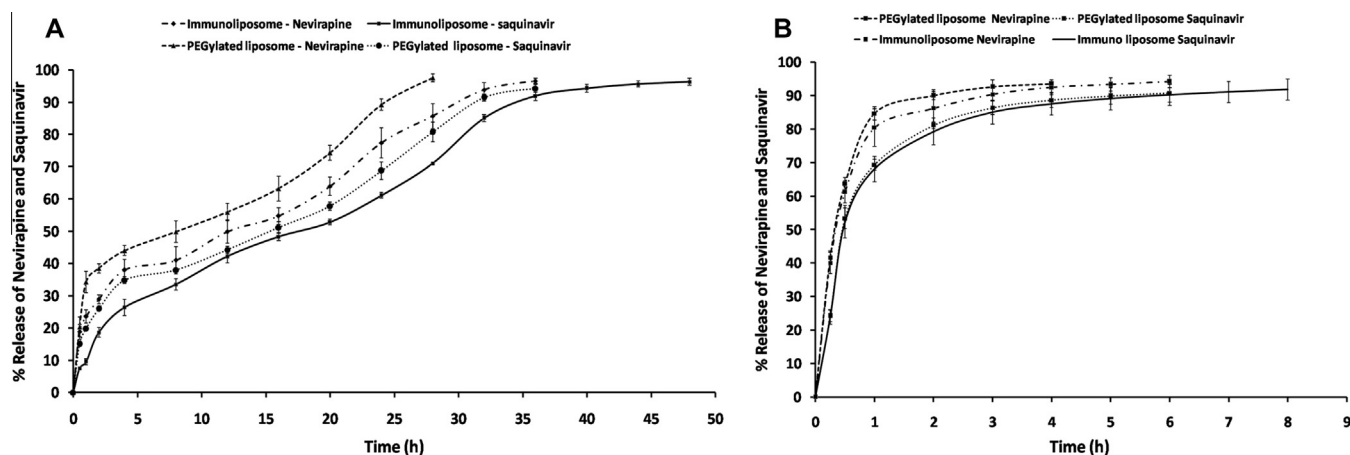 A
Immunoliposome - Nevirapine
Immunoliposome - saquinavir
PEGylated liposome - Nevirapine
PEGylated liposome - Saquinavir
% Release of Nevirapine and Saquinavir
100
90
80
70
60
50
40
30
20
10
0
0 5 10 15 20 25 30 35 40 45 50
Time (h)
B
PEGylated liposome Nevirapine
PEGylated liposome Saquinavir
Immunoliposome Nevirapine
Immuno liposome Saquinavir
% Release of Nevirapine and Saquinavir
100
90
80
70
60
50
40
30
20
10
0
0 1 2 3 4 5 6 7 8 9
Time (h)